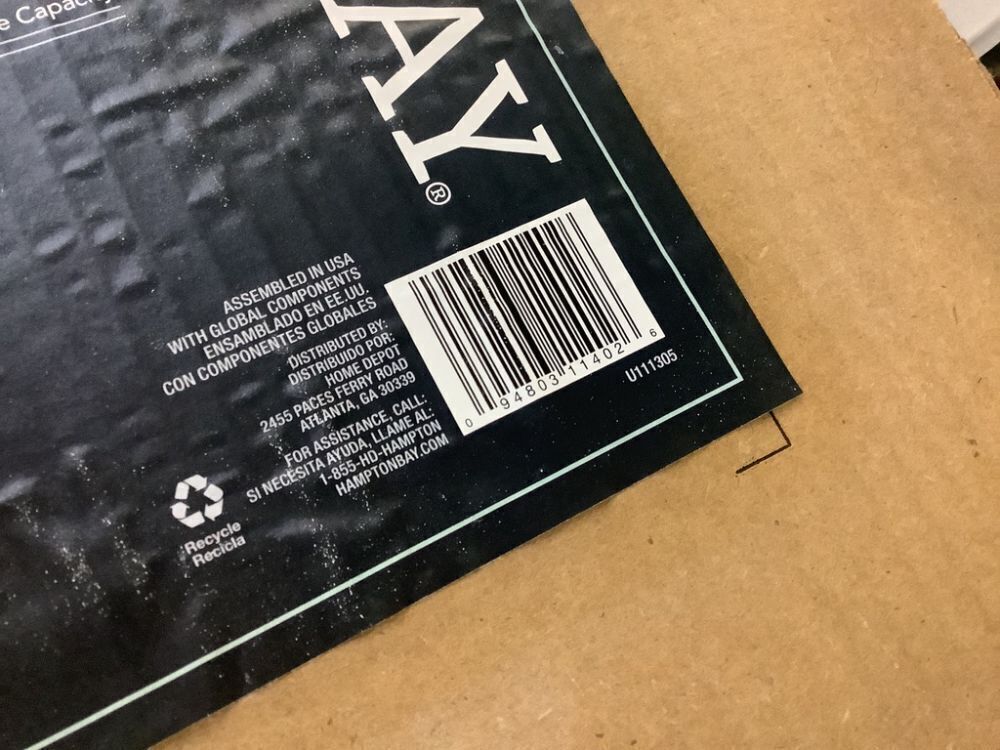 e Capacity
AY®
ASSEMBLED IN USA
WITH GLOBAL COMPONENTS
ENSAMBLADO EN EE.UU.
CON COMPONENTES GLOBALES
DISTRIBUTED BY:
DISTRIBUIDO POR:
HOME DEPOT
2455 PACES FERRY ROAD
ATLANTA, GA 30339
FOR ASSISTANCE, CALL:
SI NECESITA AYUDA, LLAME AL:
1-855-HD-HAMPTON
HAMPTONBAY.COM
0 94803 11402 6
U111305
Recycle
Recicla